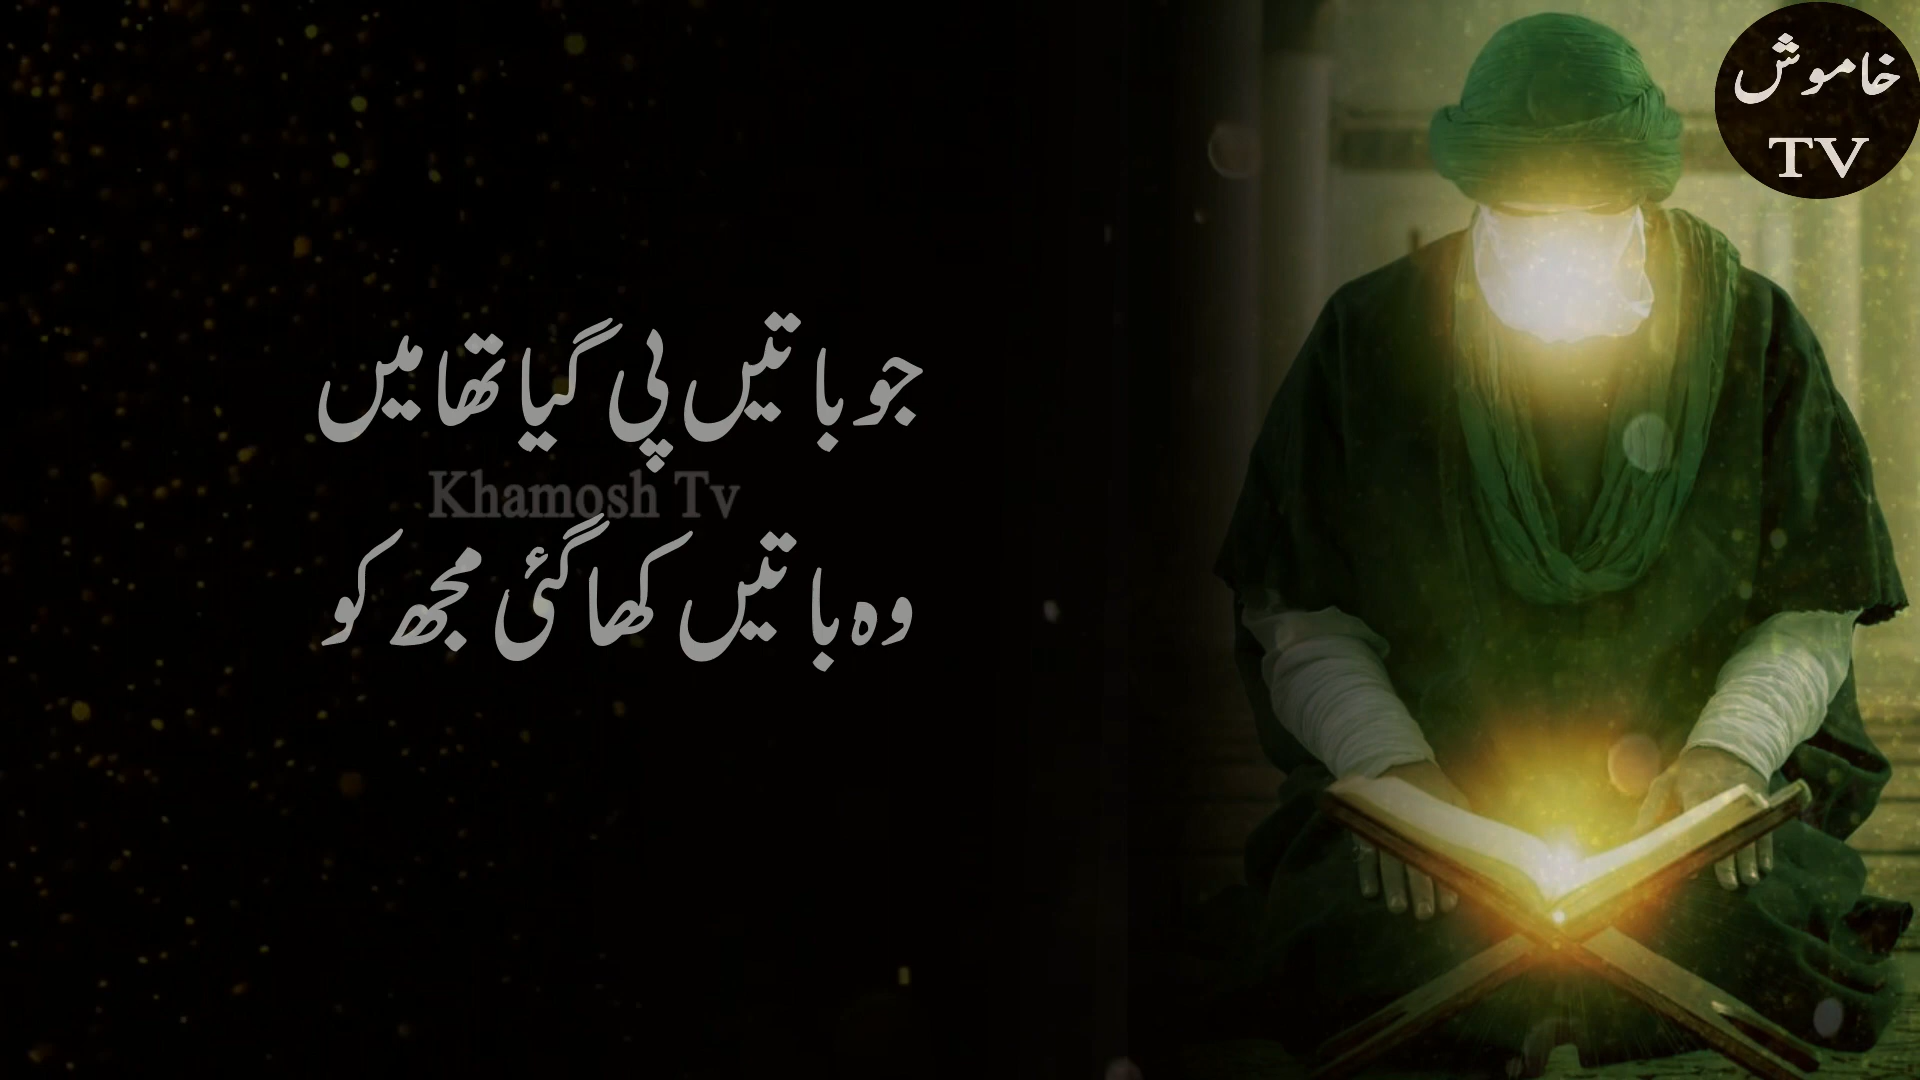 خاموش
TV
جو باتیں پی گیا تھا میں
Khamosh Tv
وہ باتیں کھا گئی مجھ کو